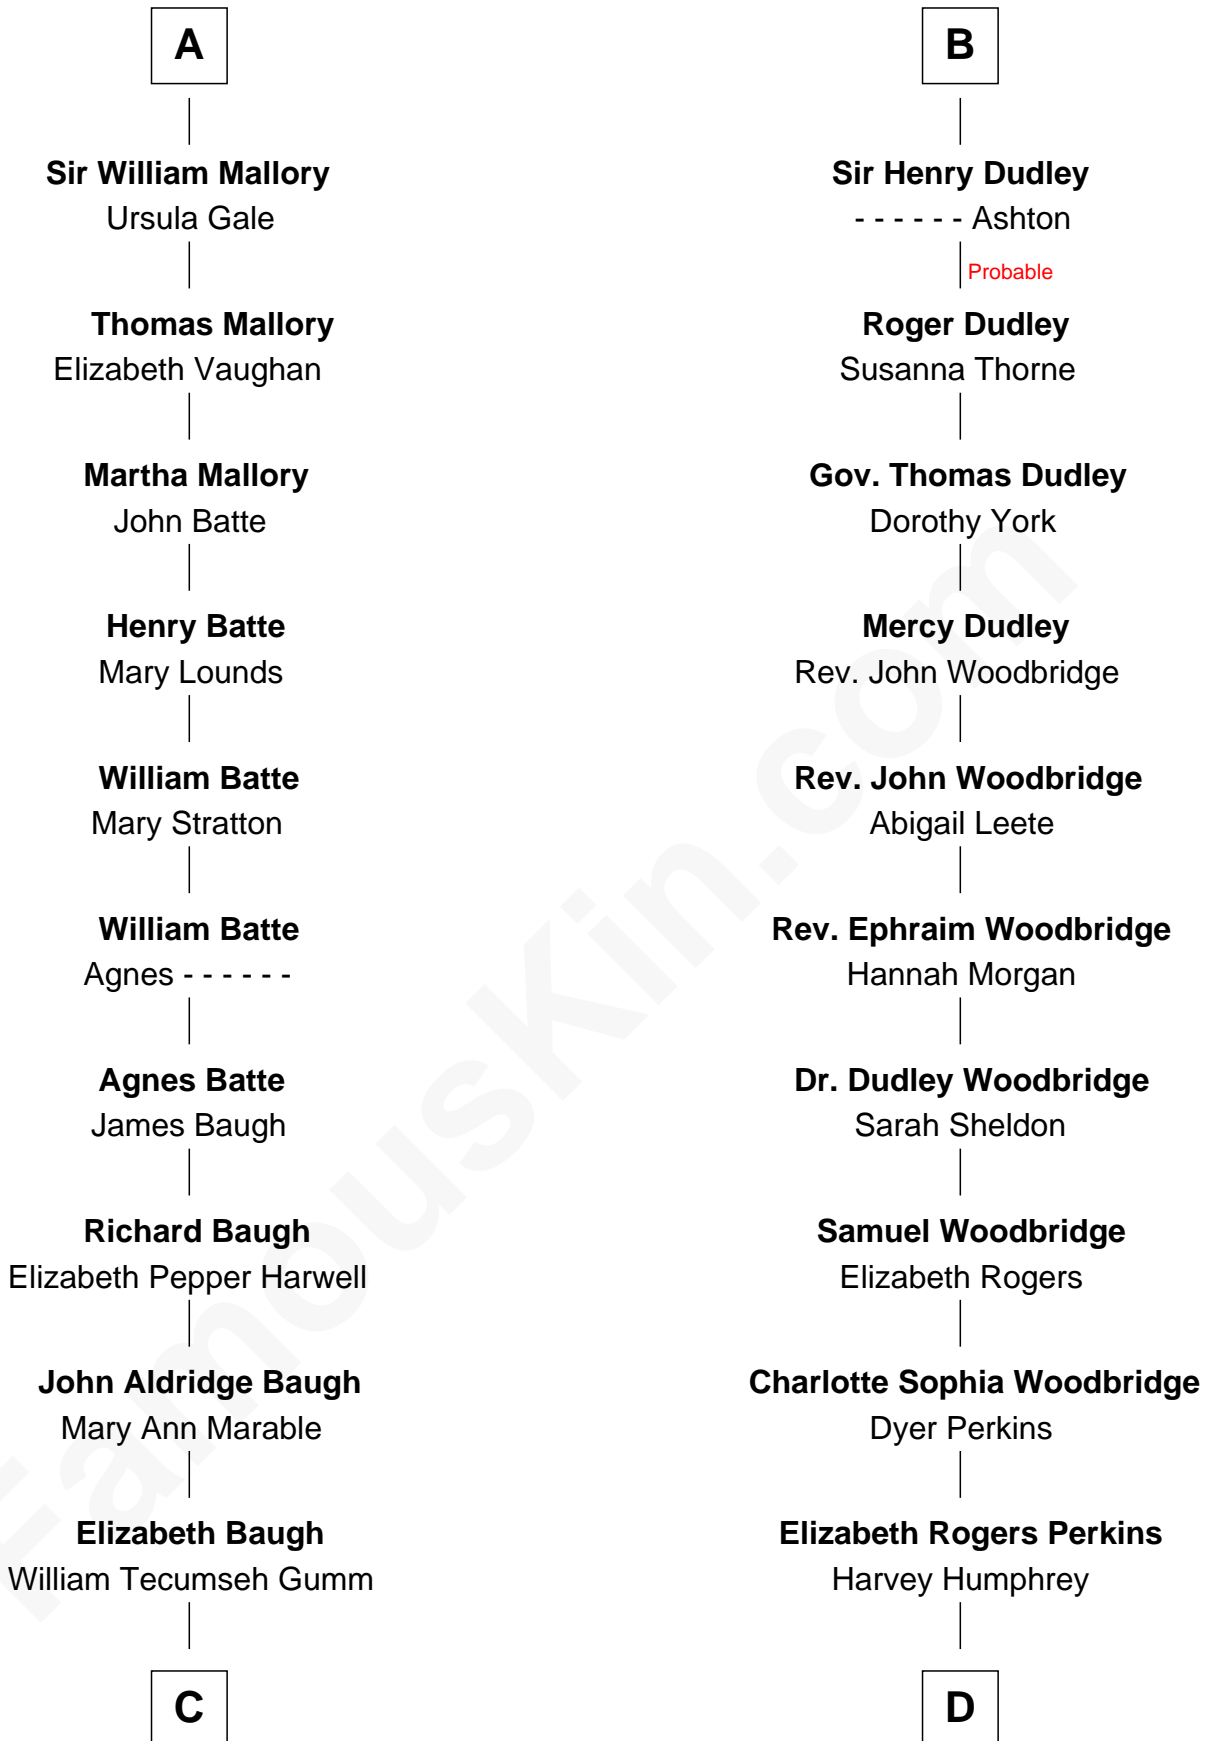 A
Sir William Mallory
Ursula Gale
Thomas Mallory
Elizabeth Vaughan
Martha Mallory
John Batte
Henry Batte
Mary Lounds
William Batte
Mary Stratton
William Batte
Agnes - - - - - -
Agnes Batte
James Baugh
Richard Baugh
Elizabeth Pepper Harwell
John Aldridge Baugh
Mary Ann Marable
Elizabeth Baugh
William Tecumseh Gumm
C
B
Sir Henry Dudley
- - - - - - Ashton
Probable
Roger Dudley
Susanna Thorne
Gov. Thomas Dudley
Dorothy York
Mercy Dudley
Rev. John Woodbridge
Rev. John Woodbridge
Abigail Leete
Rev. Ephraim Woodbridge
Hannah Morgan
Dr. Dudley Woodbridge
Sarah Sheldon
Samuel Woodbridge
Elizabeth Rogers
Charlotte Sophia Woodbridge
Dyer Perkins
Elizabeth Rogers Perkins
Harvey Humphrey
D
FamousKin.com